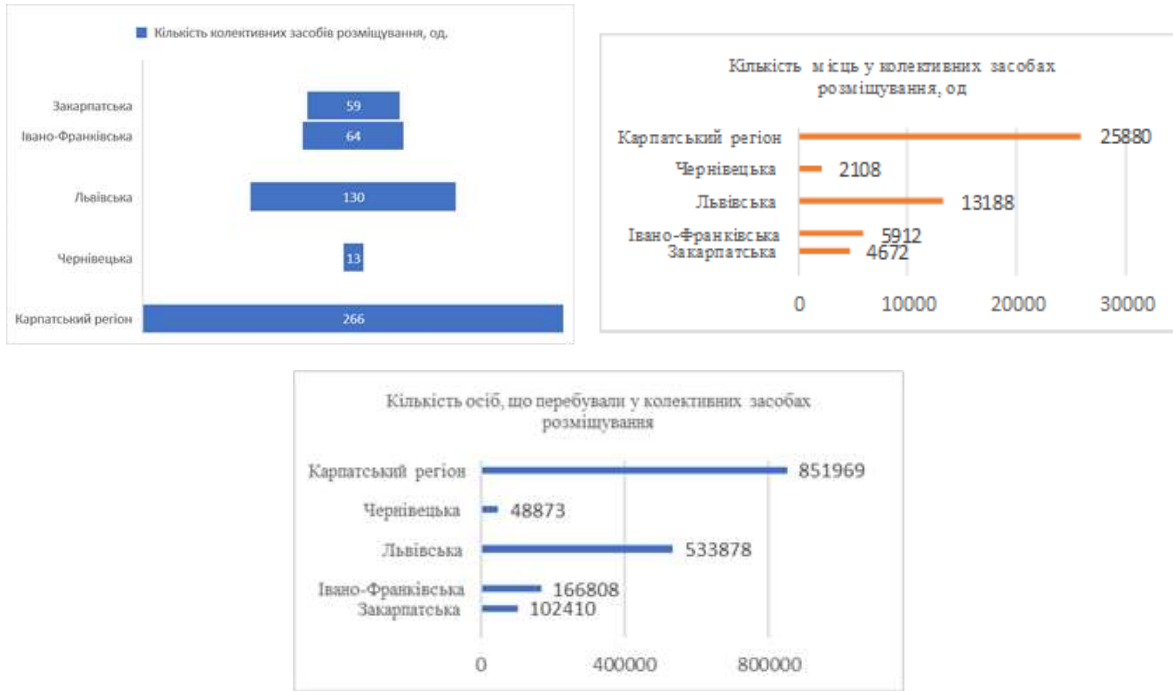 Кількість колективних засобів розміщування, од.
Закарпатська
59
Івано-Франківська
64
Львівська
130
Чернівецька
13
Карпатський регіон
266
Кількість місць у колективних засобах
розміщування, од
Карпатський регіон
25880
Чернівецька
2108
Львівська
13188
Івано-Франківська
5912
Закарпатська
4672
0 10000 20000 30000
Кількість осіб, що перебували у колективних засобах
розміщування
Карпатський регіон
851969
Чернівецька
48873
Львівська
533878
Івано-Франківська
166808
Закарпатська
102410
0 400000 800000